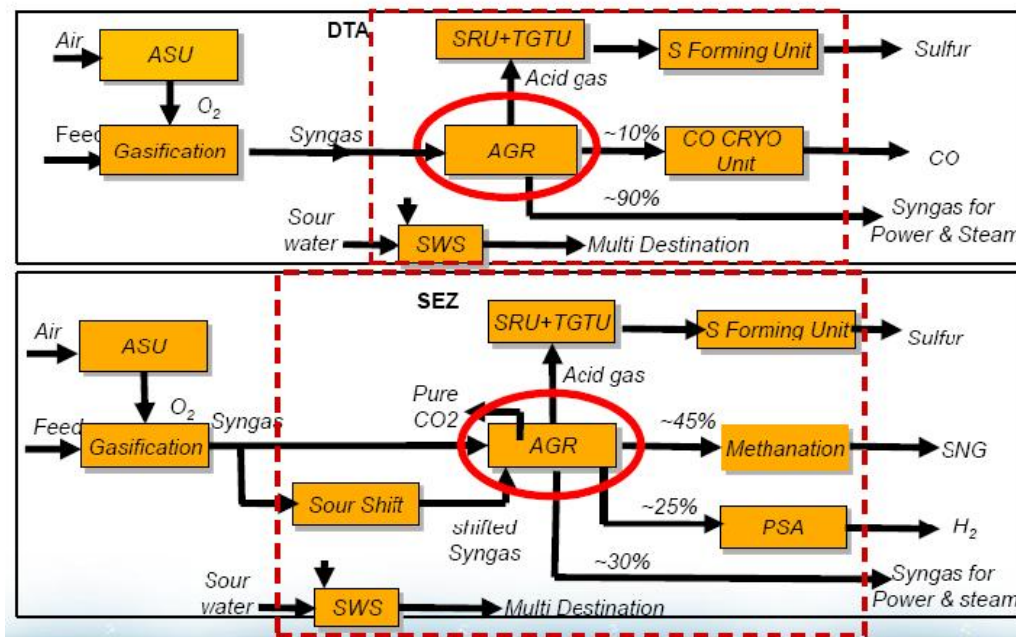 DTA
Air
ASU
SRU+TGTU
S Forming Unit
Sulfur
O2
Acid gas
Feed
Gasification
Syngas
AGR
~10%
CO CRYO
Unit
CO
~90%
Syngas for
Power & Steam
Sour
water
SWS
Multi Destination
SEZ
Air
ASU
SRU+TGTU
S Forming Unit
Sulfur
Acid gas
O2
Syngas
Pure
CO2
Feed
Gasification
AGR
~45%
Methanation
SNG
Sour Shift
shifted
Syngas
~25%
PSA
H2
~30%
Syngas for
Power & steam
Sour
water
SWS
Multi Destination